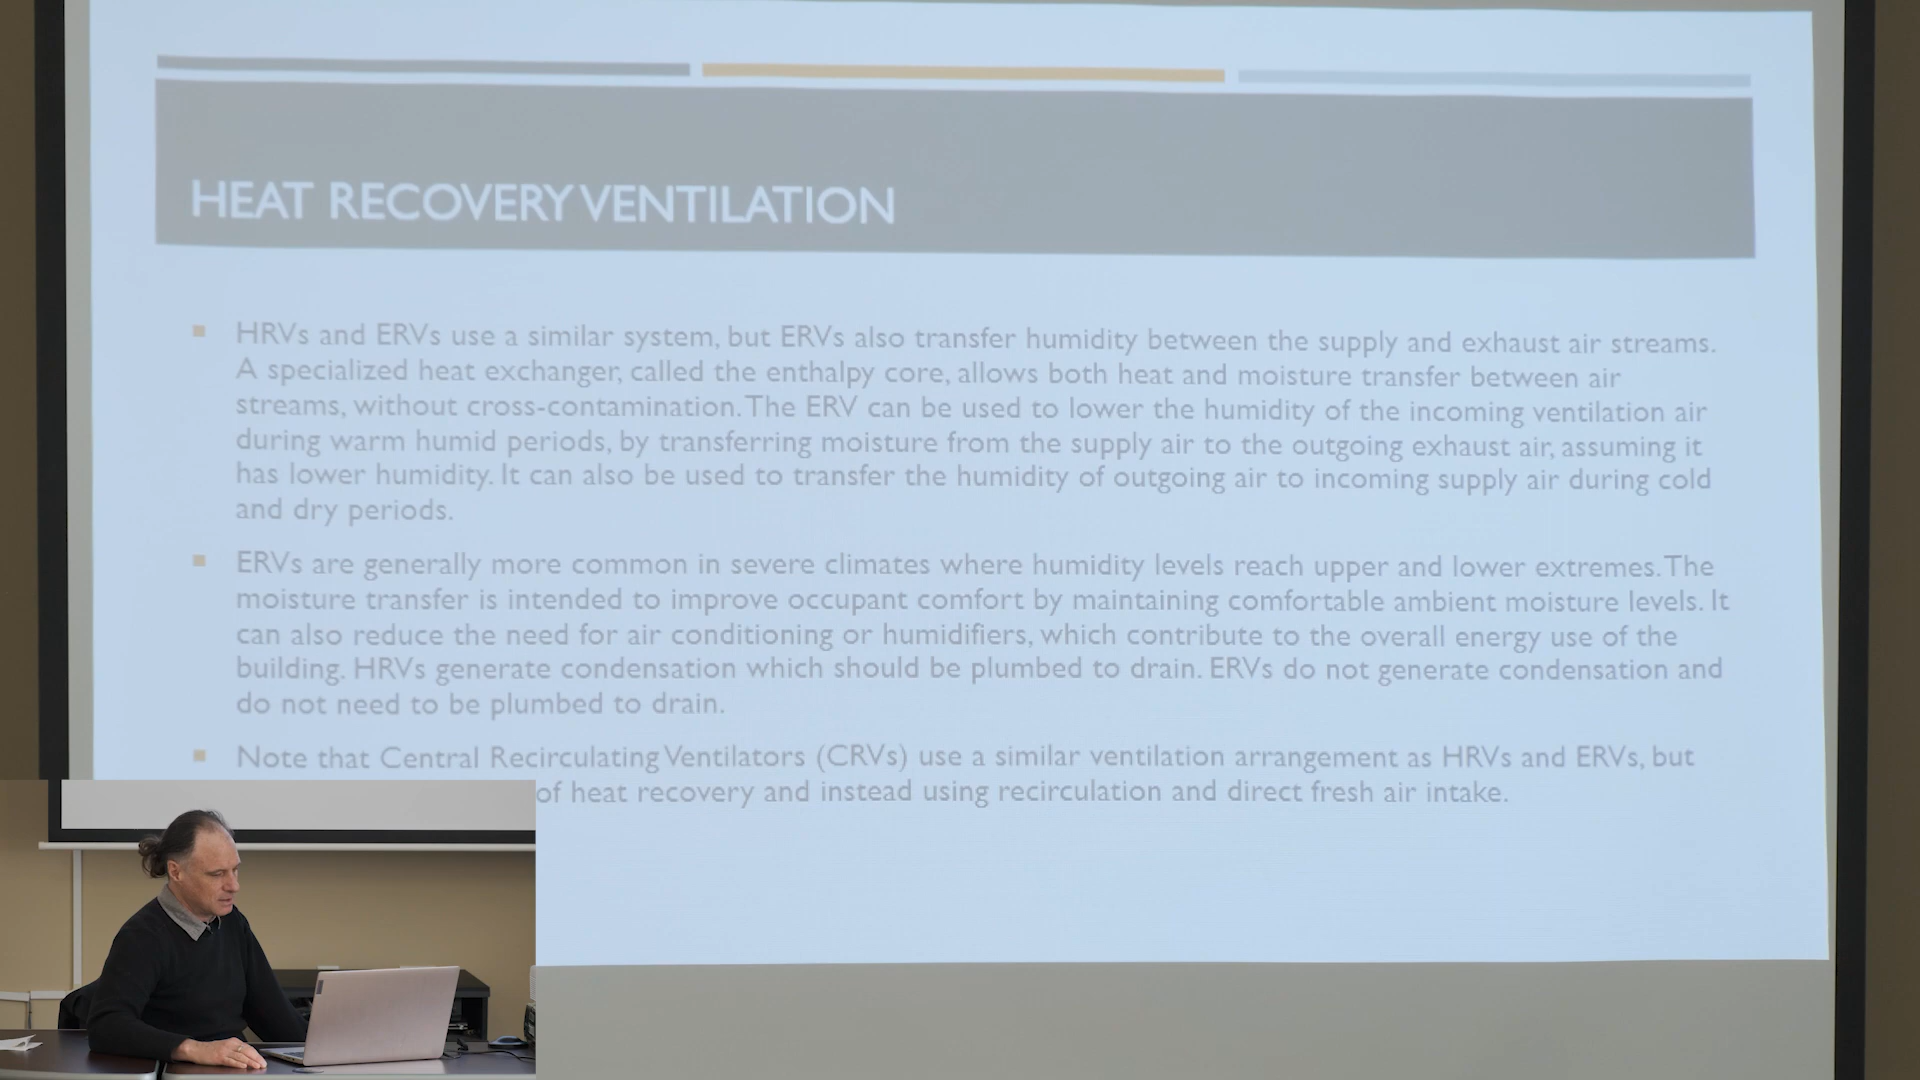 HEAT RECOVERY VENTILATION
HRVs and ERVs use a similar system, but ERVs also transfer humidity between the supply and exhaust air streams.
A specialized heat exchanger, called the enthalpy core, allows both heat and moisture transfer between air
streams, without cross-contamination. The ERV can be used to lower the humidity of the incoming ventilation air
during warm humid periods, by transferring moisture from the supply air to the outgoing exhaust air, assuming it
has lower humidity. It can also be used to transfer the humidity of outgoing air to incoming supply air during cold
and dry periods.
ERVs are generally more common in severe climates where humidity levels reach upper and lower extremes. The
moisture transfer is intended to improve occupant comfort by maintaining comfortable ambient moisture levels. It
can also reduce the need for air conditioning or humidifiers, which contribute to the overall energy use of the
building. HRVs generate condensation which should be plumbed to drain. ERVs do not generate condensation and
do not need to be plumbed to drain.
Note that Central Recirculating Ventilators (CRVs) use a similar ventilation arrangement as HRVs and ERVs, but
of heat recovery and instead using recirculation and direct fresh air intake.